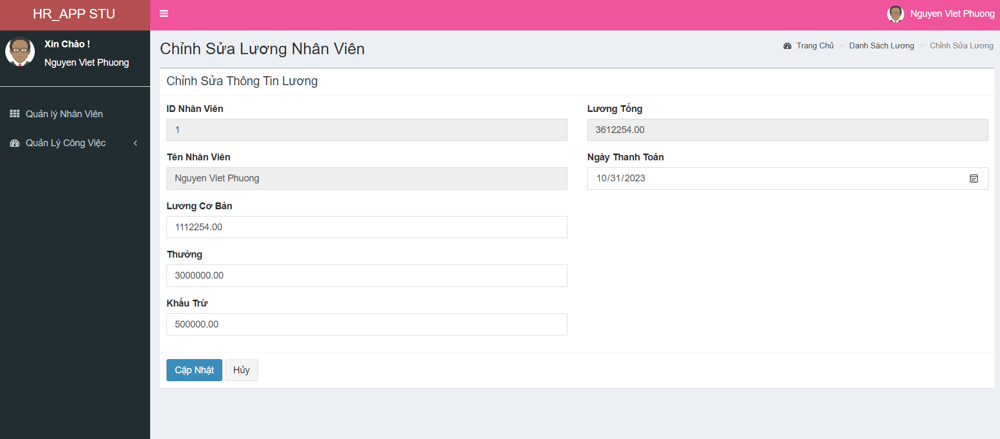 HR_APP STU
Nguyen Viet Phuong
Xin Chào !
Nguyen Viet Phuong
Quản lý Nhân Viên
Quản Lý Công Việc
Chỉnh Sửa Lương Nhân Viên
Trang Chủ > Danh Sách Lương > Chỉnh Sửa Lương
Chỉnh Sửa Thông Tin Lương
ID Nhân Viên
1
Tên Nhân Viên
Nguyen Viet Phuong
Lương Cơ Bản
1112254.00
Thưởng
3000000.00
Khấu Trừ
500000.00
Lương Tổng
3612254.00
Ngày Thanh Toán
10/31/2023
Cập Nhật
Hủy